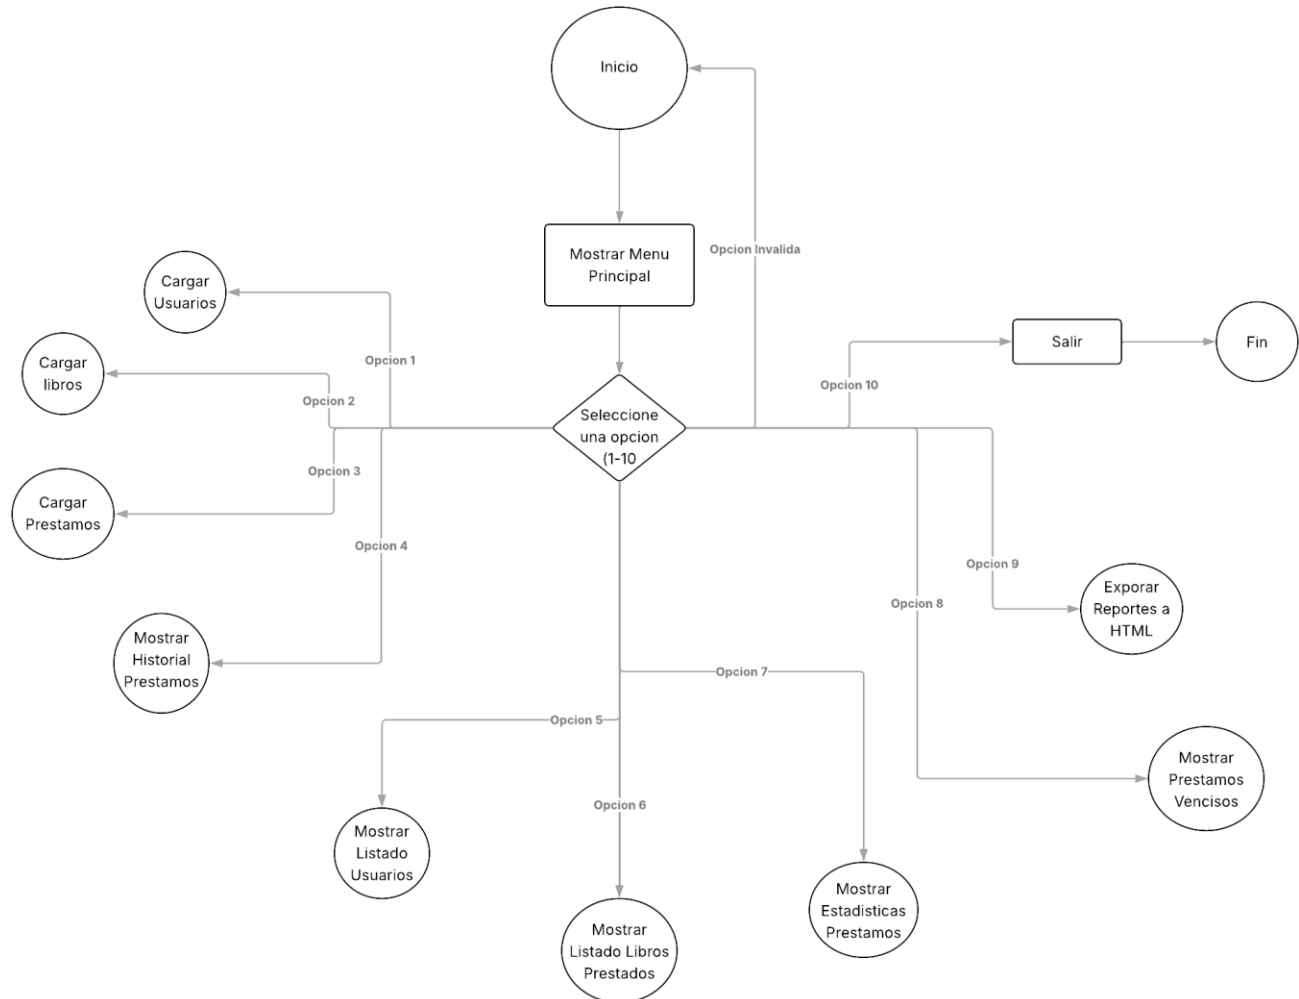 Inicio
Opcion Invalida
Mostrar Menu
Principal
Cargar
Usuarios
Salir
Fin
Opcion 1
Cargar
libros
Opcion 10
Opcion 2
Seleccione
una opcion
(1-10
Opcion 3
Cargar
Prestamos
Opcion 4
Opcion 9
Exporar
Reportes a
HTML
Opcion 8
Mostrar
Historial
Prestamos
Opcion 7
Opcion 5
Mostrar
Prestamos
Vencisos
Opcion 6
Mostrar
Listado
Usuarios
Mostrar
Estadisticas
Prestamos
Mostrar
Listado Libros
Prestados